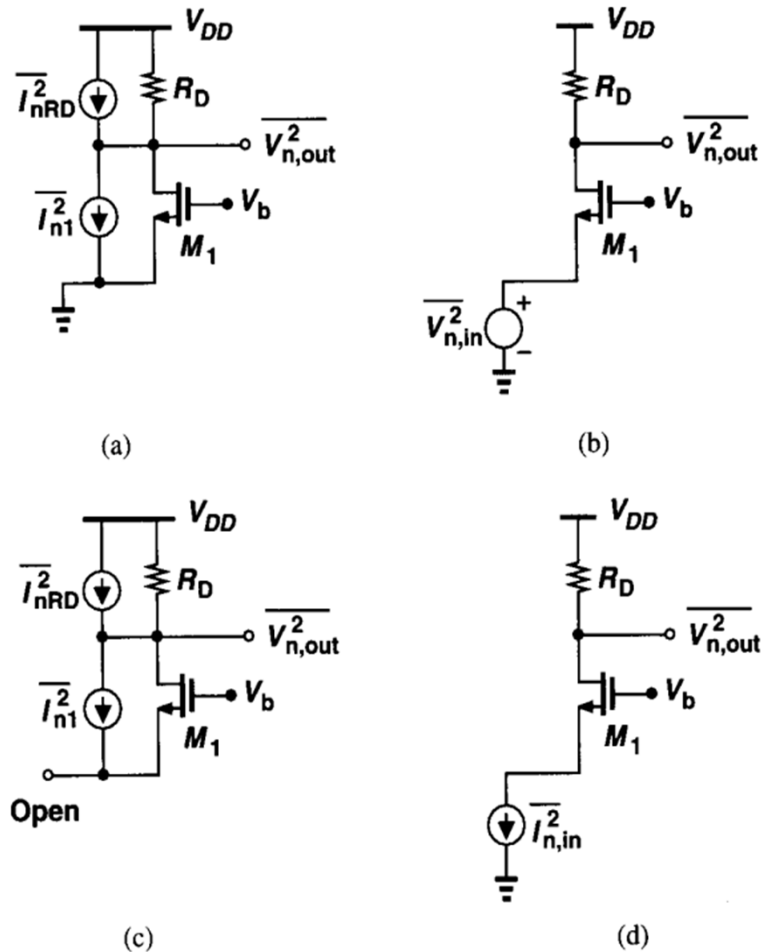 V_DD
I²_nRD
R_D
V²_n,out
I²_n1
V_b
M_1
(a)
V_DD
R_D
V²_n,out
V_b
M_1
V²_n,in
+
−
(b)
V_DD
I²_nRD
R_D
V²_n,out
I²_n1
V_b
M_1
Open
(c)
V_DD
R_D
V²_n,out
V_b
M_1
I²_n,in
(d)